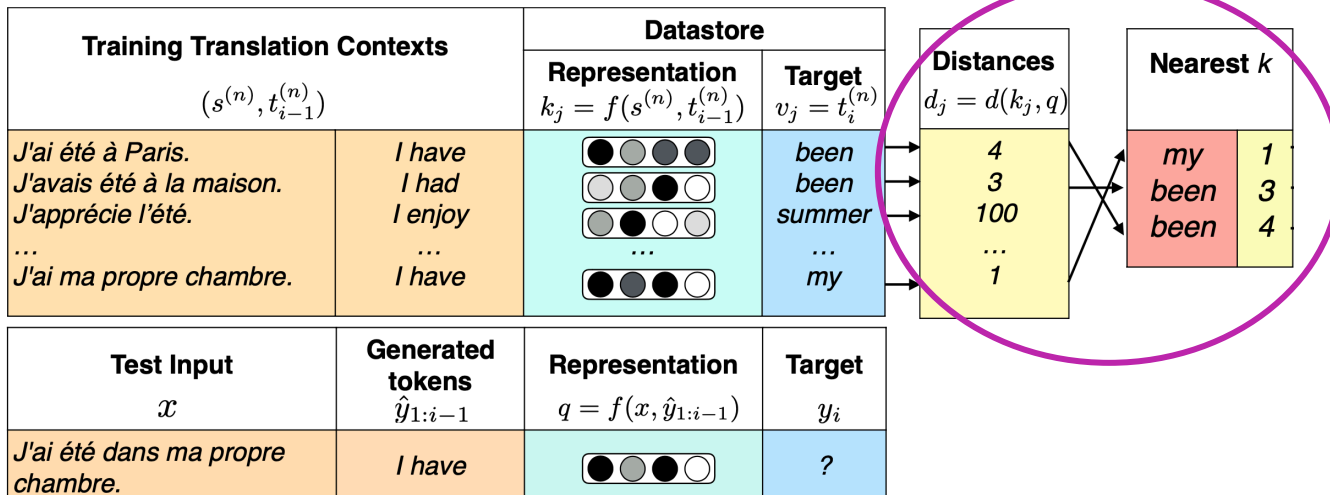 Training Translation Contexts
(s^{(n)}, t_{i-1}^{(n)})
Datastore
Representation
k_j = f(s^{(n)}, t_{i-1}^{(n)})
Target
v_j = t_i^{(n)}
Distances
d_j = d(k_j, q)
Nearest k
J'ai été à Paris. I have been 4
J'avais été à la maison. I had been 3
J'apprécie l'été. I enjoy summer 100
... ... ... ... ...
J'ai ma propre chambre. I have my 1
my 1
been 3
been 4
Test Input
x
Generated
tokens
ŷ_{1:i-1}
Representation
q = f(x, ŷ_{1:i-1})
Target
y_i
J'ai été dans ma propre
chambre.
I have
?